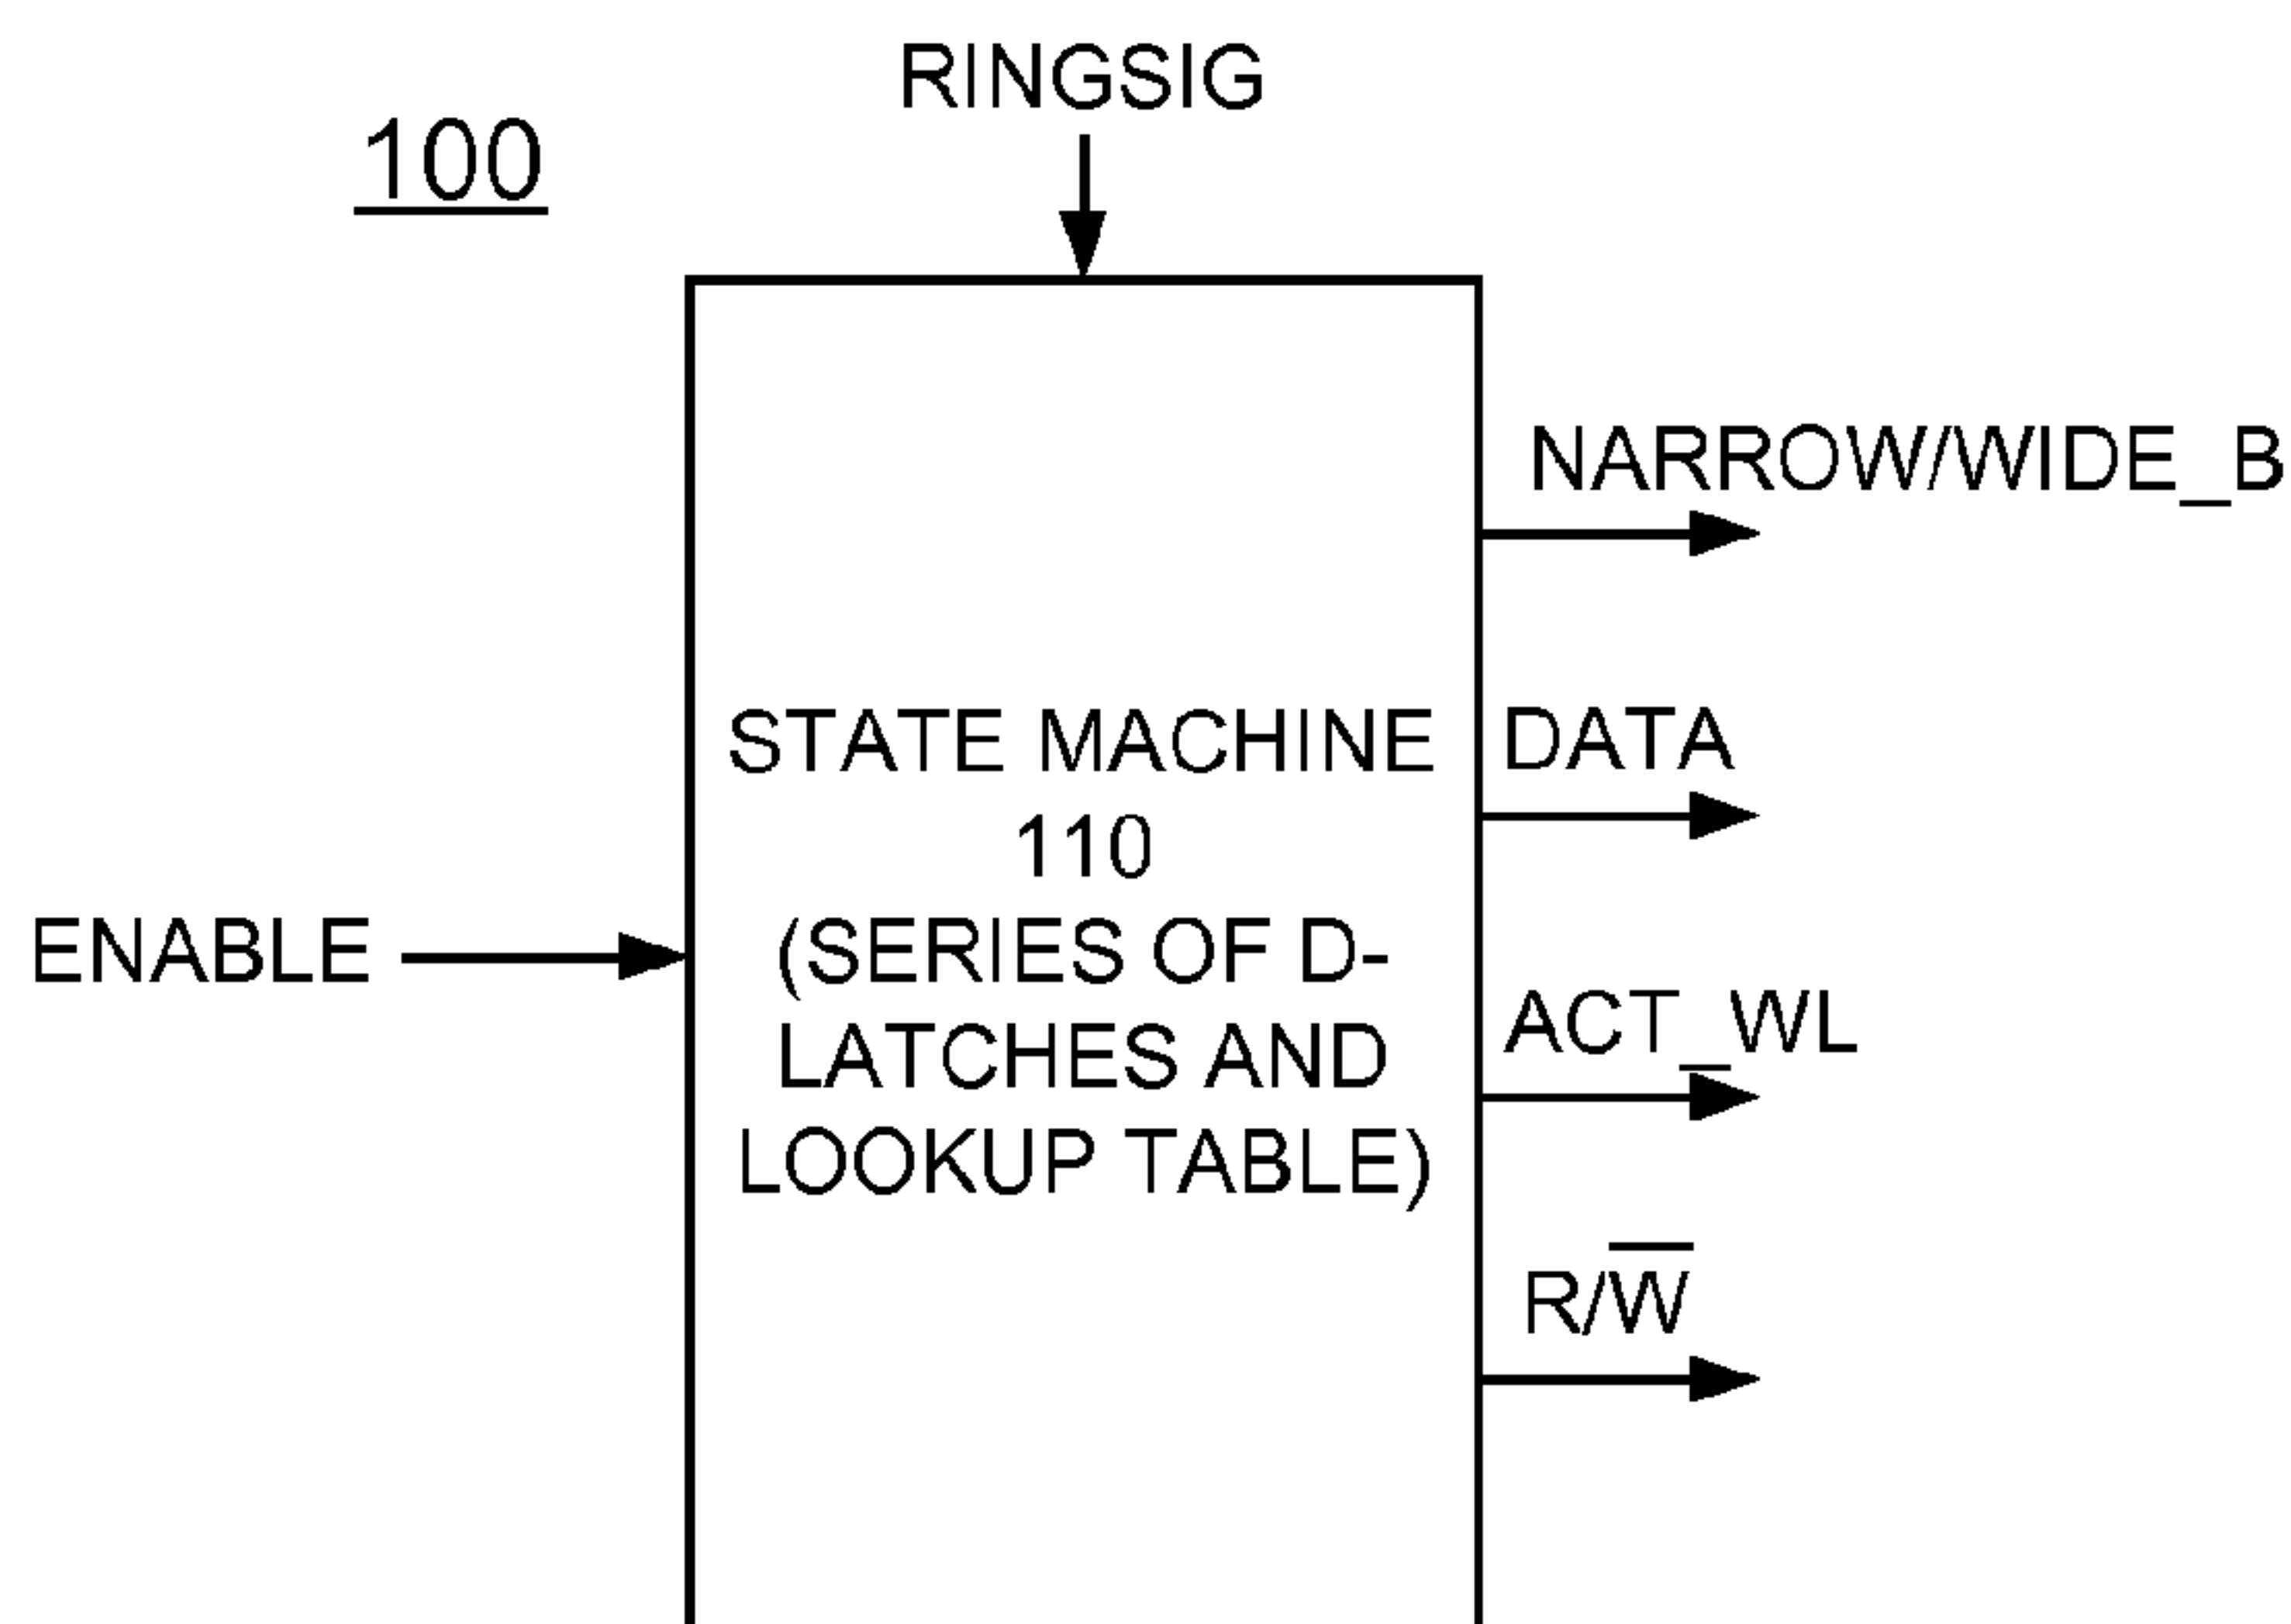 RINGSIG
100
NARROW/WIDE_B
STATE MACHINE
110
(SERIES OF D-
LATCHES AND
LOOKUP TABLE)
DATA
ENABLE
ACT_WL
R/W̅